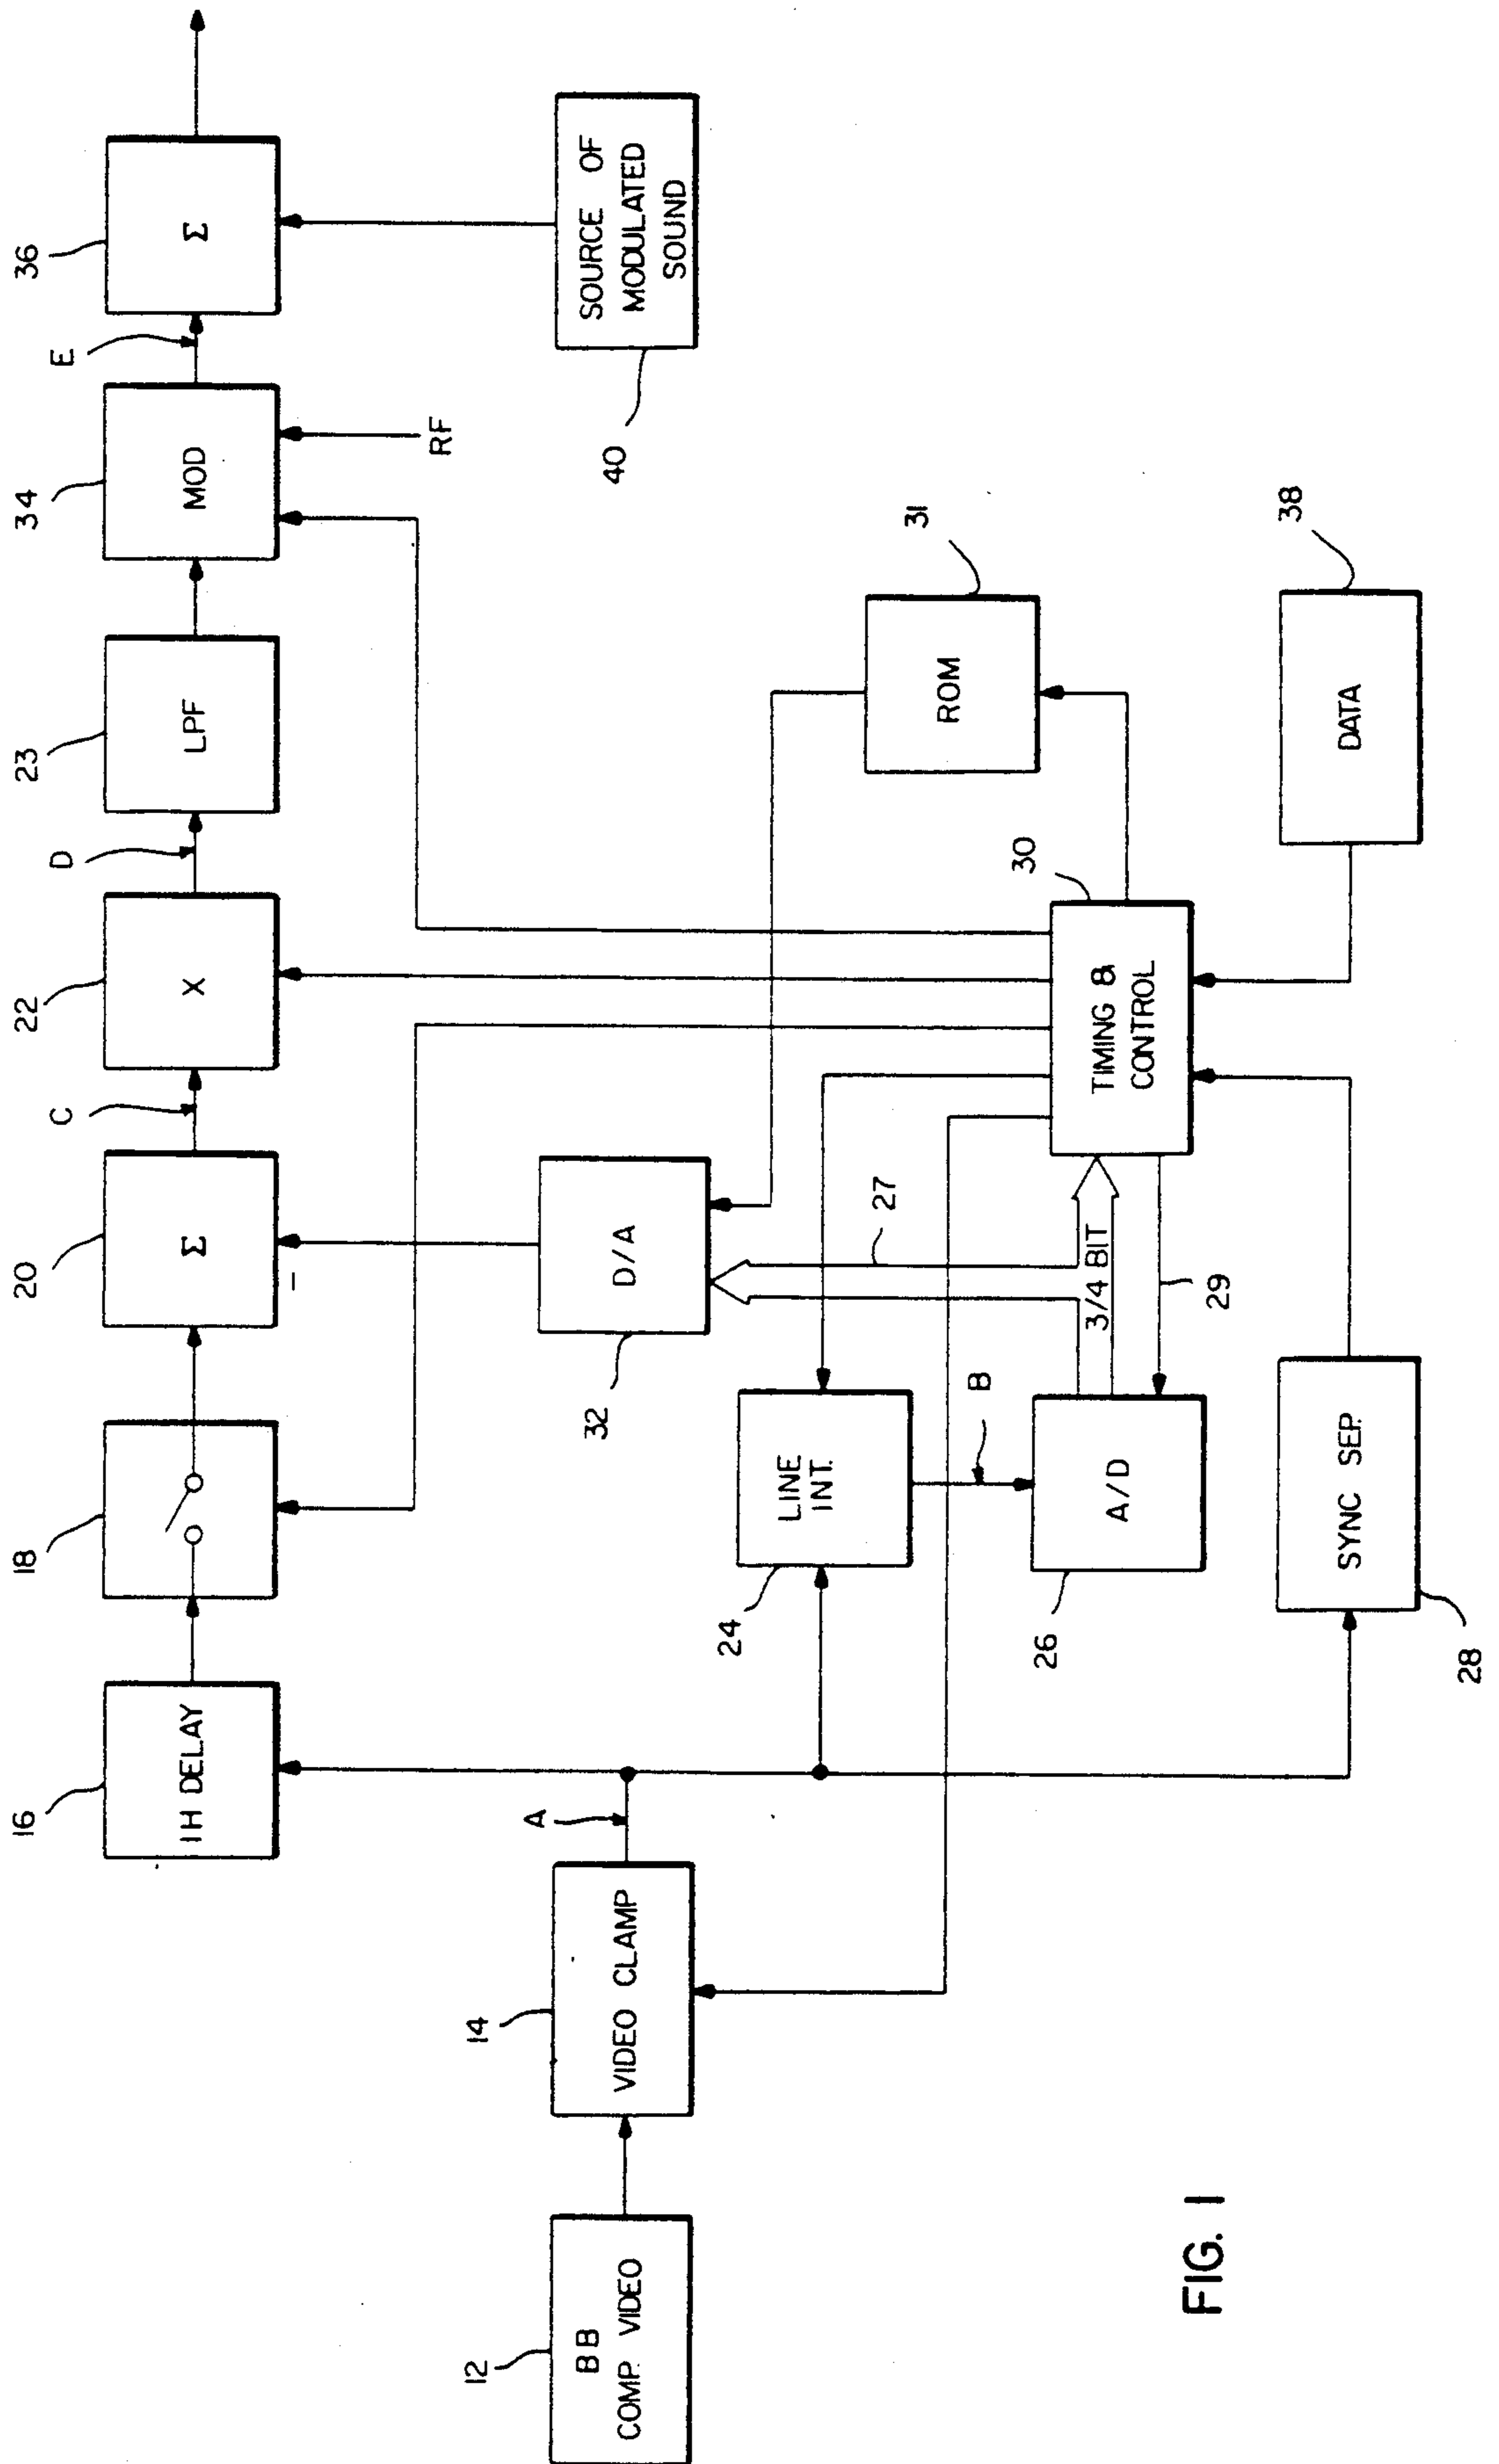 12
BB
COMP. VIDEO
14
VIDEO CLAMP
A
16
1H DELAY
18
20
Σ
–
C
22
X
D
23
LPF
34
MOD
RF
E
36
Σ
SOURCE OF
MODULATED
SOUND
40
32
D/A
27
31
ROM
24
LINE
INT.
B
26
A/D
3/4 BIT
29
30
TIMING &
CONTROL
28
SYNC SEP.
38
DATA
FIG. 1